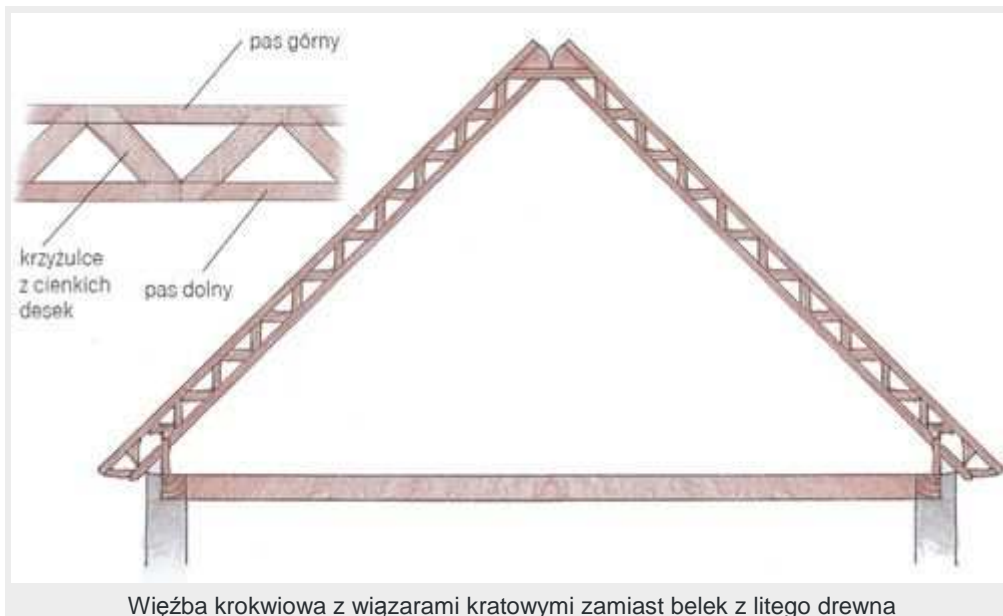 pas górny
krzyżulce
z cienkich
desek
pas dolny
Więźba krokwiowa z wiązarami kratowymi zamiast belek z litego drewna